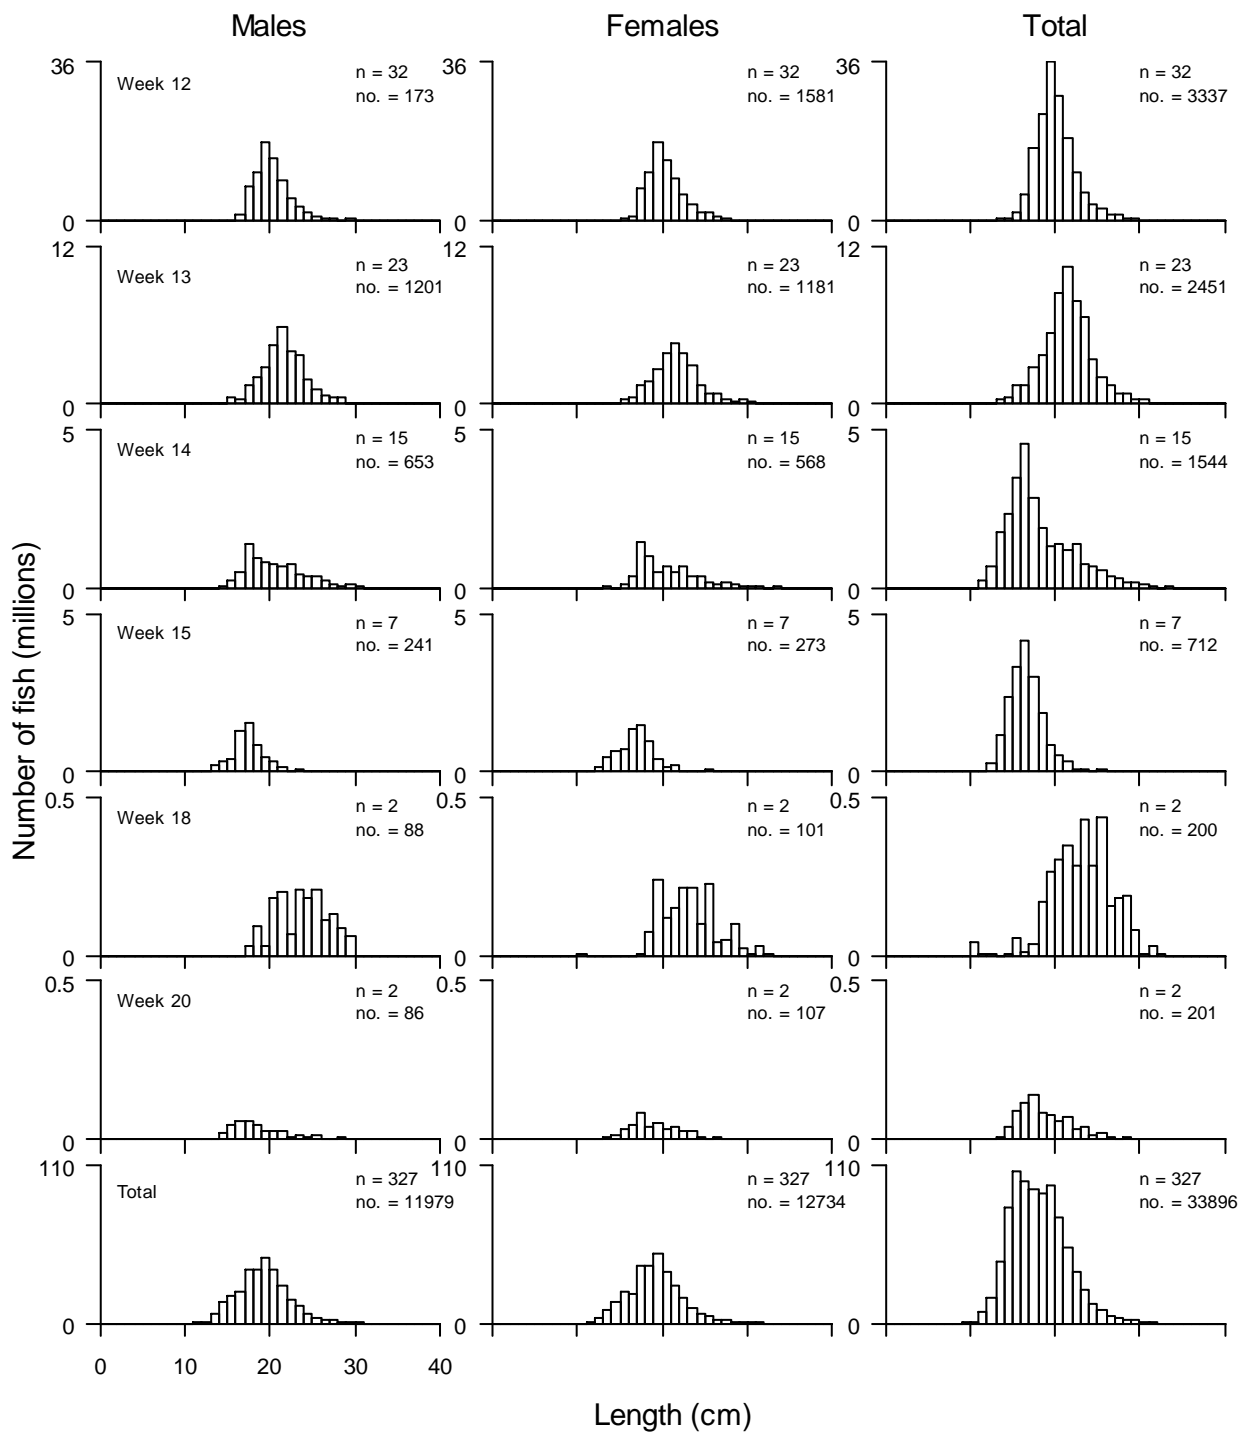 Males Females Total
36 Week 12 n = 32 36 n = 32 36 n = 32
no. = 173 no. = 1581 no. = 3337
0 0 0
12 Week 13 n = 23 12 n = 23 12 n = 23
no. = 1201 no. = 1181 no. = 2451
0 0 0
5 Week 14 n = 15 5 n = 15 5 n = 15
no. = 653 no. = 568 no. = 1544
0 0 0
5 Week 15 n = 7 5 n = 7 5 n = 7
no. = 241 no. = 273 no. = 712
0 0 0
0.5 Week 18 n = 2 0.5 n = 2 0.5 n = 2
no. = 88 no. = 101 no. = 200
0 0 0
0.5 Week 20 n = 2 0.5 n = 2 0.5 n = 2
no. = 86 no. = 107 no. = 201
0 0 0
110 Total n = 327 110 n = 327 110 n = 327
no. = 11979 no. = 12734 no. = 33896
0 0 0
0 10 20 30 40
Number of fish (millions)
Length (cm)